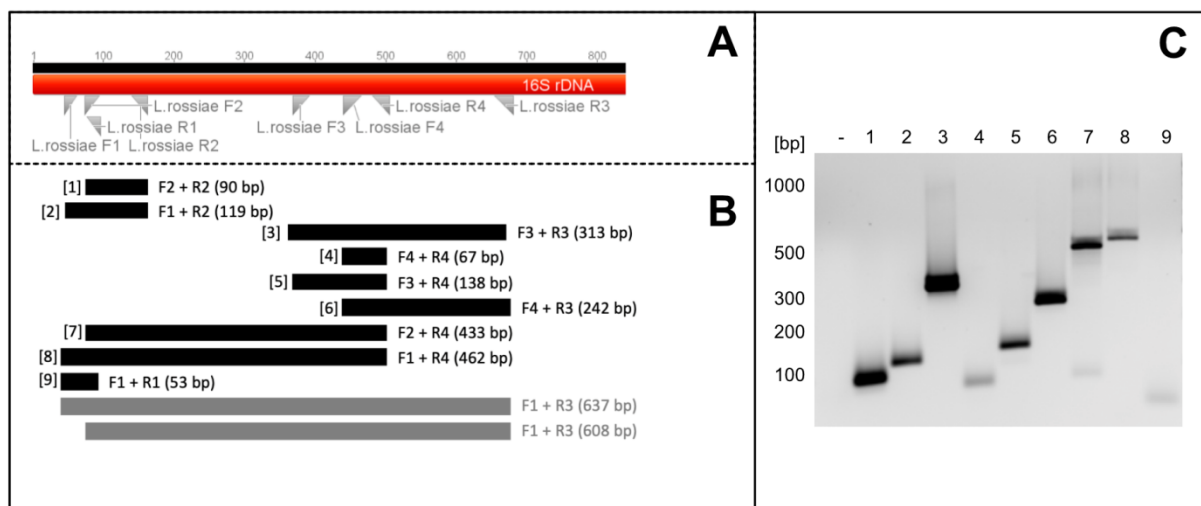 A
1 100 200 300 400 500 600 700 800
16S rDNA
L.rossiae F2 L.rossiae R4 L.rossiae R3
L.rossiae R1 L.rossiae F3 L.rossiae F4
L.rossiae F1 L.rossiae R2
B
[1] F2 + R2 (90 bp)
[2] F1 + R2 (119 bp)
[3] F3 + R3 (313 bp)
[4] F4 + R4 (67 bp)
[5] F3 + R4 (138 bp)
[6] F4 + R3 (242 bp)
[7] F2 + R4 (433 bp)
[8] F1 + R4 (462 bp)
[9] F1 + R1 (53 bp)
F1 + R3 (637 bp)
F1 + R3 (608 bp)
C
- 1 2 3 4 5 6 7 8 9
[bp]
1000
500
300
200
100